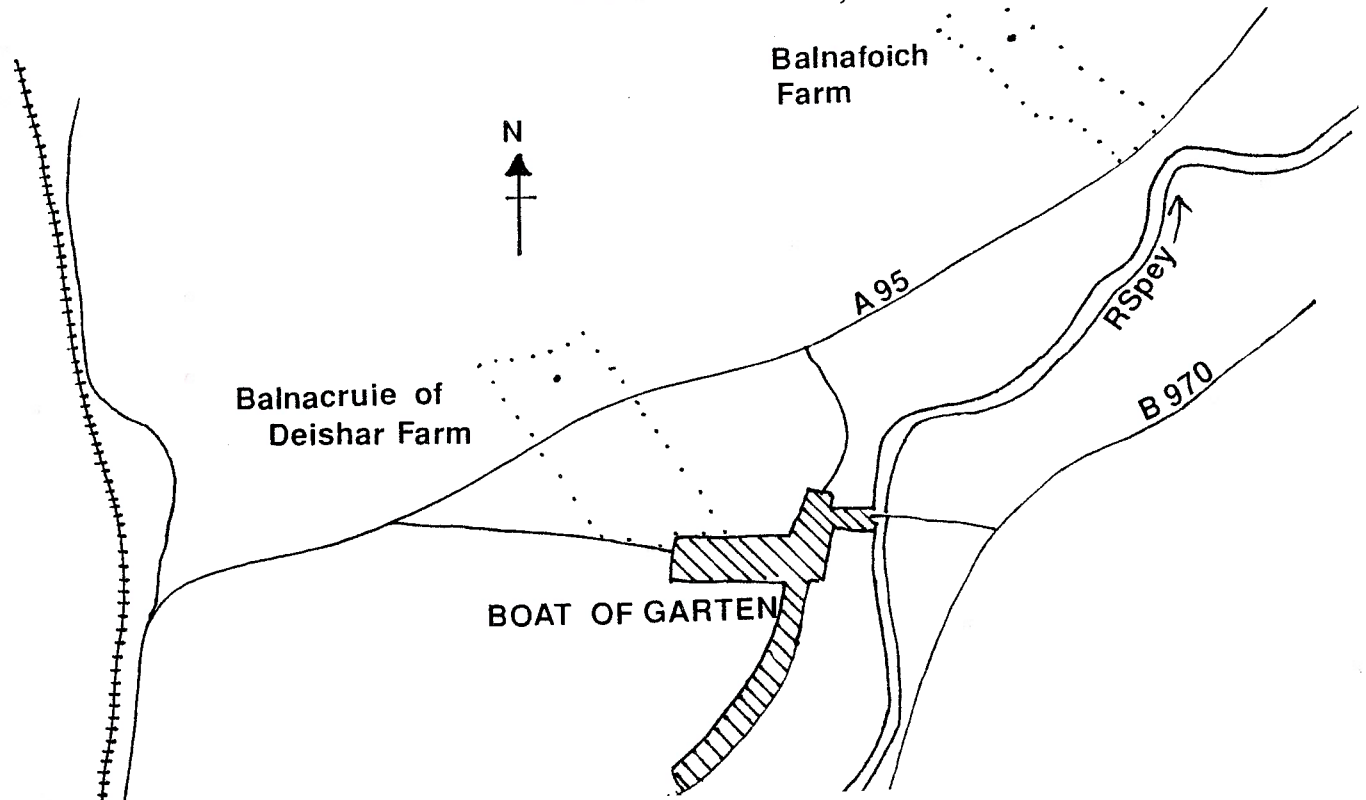 Balnafoich
Farm
N
A 95
RSpey
B 970
Balnacruie of
Deishar Farm
BOAT OF GARTEN